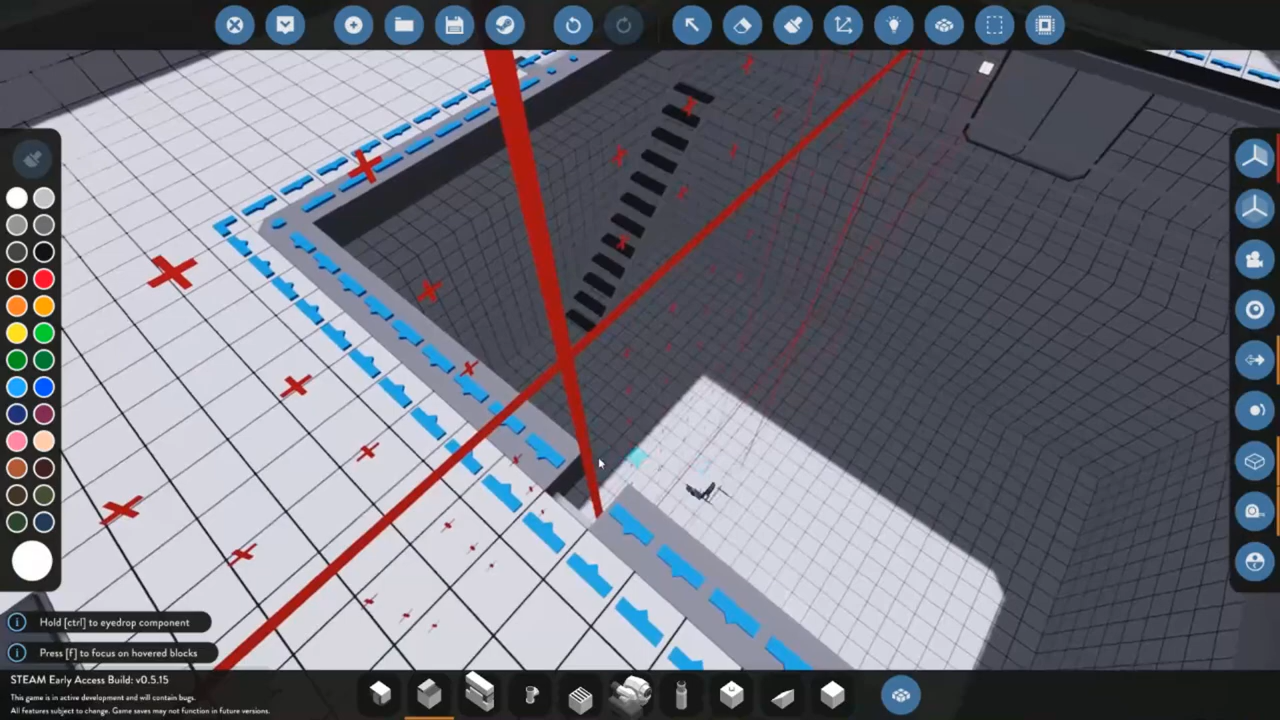 Hold [ctrl] to eyedrop component
Press [f] to focus on hovered blocks
STEAM Early Access Build: v0.5.15
This game is in active development and will contain bugs.
All features subject to change. Game saves may not function in future versions.